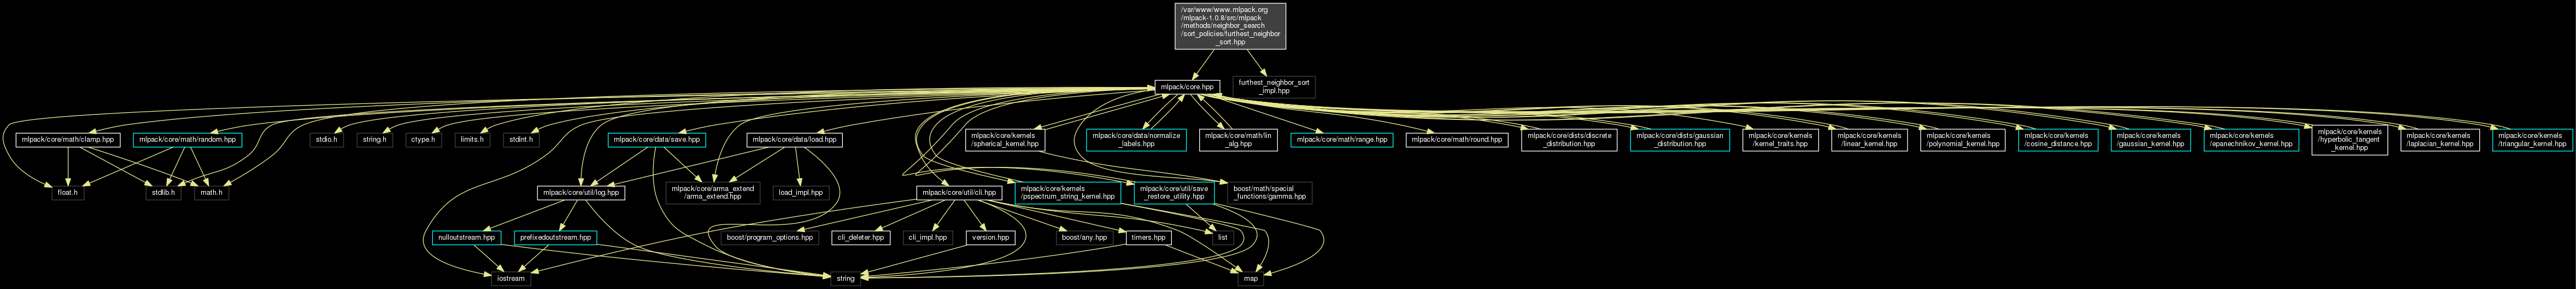 /var/www/www.mlpack.org
/mlpack-1.0.8/src/mlpack
/methods/neighbor_search
/sort_policies/furthest_neighbor
_sort.hpp
mlpack/core.hpp
furthest_neighbor_sort
_impl.hpp
mlpack/core/math/clamp.hpp
mlpack/core/math/random.hpp
stdio.h
string.h
ctype.h
limits.h
stdint.h
mlpack/core/data/save.hpp
mlpack/core/data/load.hpp
mlpack/core/kernels
/spherical_kernel.hpp
mlpack/core/data/normalize
_labels.hpp
mlpack/core/math/lin
_alg.hpp
mlpack/core/math/range.hpp
mlpack/core/math/round.hpp
mlpack/core/dists/discrete
_distribution.hpp
mlpack/core/dists/gaussian
_distribution.hpp
mlpack/core/kernels
/kernel_traits.hpp
mlpack/core/kernels
/linear_kernel.hpp
mlpack/core/kernels
/polynomial_kernel.hpp
mlpack/core/kernels
/cosine_distance.hpp
mlpack/core/kernels
/gaussian_kernel.hpp
mlpack/core/kernels
/epanechnikov_kernel.hpp
mlpack/core/kernels
/hyperbolic_tangent
_kernel.hpp
mlpack/core/kernels
/laplacian_kernel.hpp
mlpack/core/kernels
/triangular_kernel.hpp
float.h
stdlib.h
math.h
mlpack/core/util/log.hpp
mlpack/core/arma_extend
/arma_extend.hpp
load_impl.hpp
mlpack/core/util/cli.hpp
mlpack/core/kernels
/pspectrum_string_kernel.hpp
mlpack/core/util/save
_restore_utility.hpp
boost/math/special
_functions/gamma.hpp
nulloutstream.hpp
prefixedoutstream.hpp
boost/program_options.hpp
cli_deleter.hpp
cli_impl.hpp
version.hpp
boost/any.hpp
timers.hpp
list
iostream
string
map